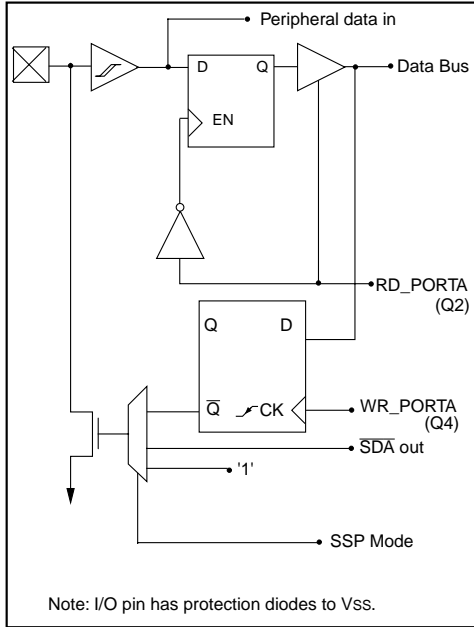 Peripheral data in
D Q
Data Bus
EN
RD_PORTA
(Q2)
Q D
Q̅ CK
WR_PORTA
(Q4)
S̅D̅A̅ out
'1'
SSP Mode
Note: I/O pin has protection diodes to VSS.